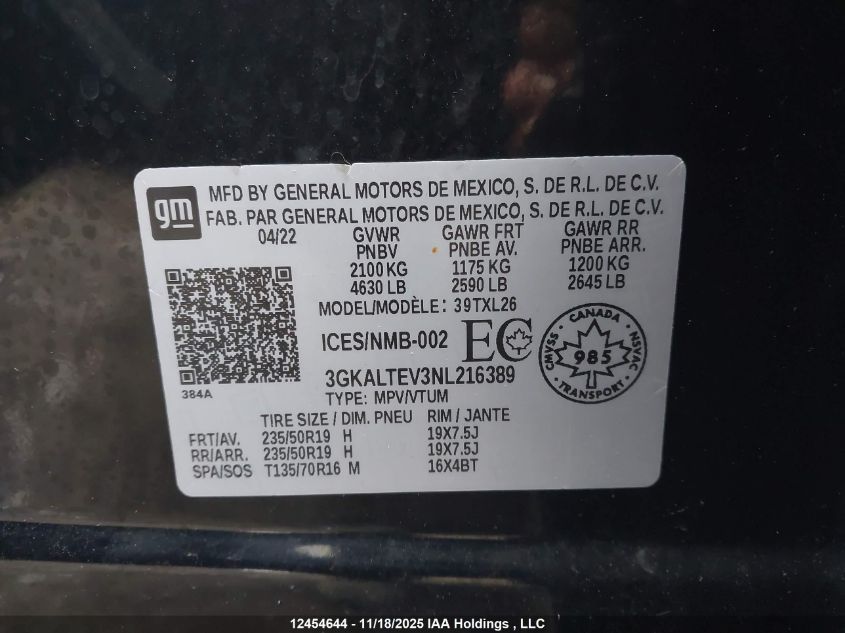 gm
MFD BY GENERAL MOTORS DE MEXICO, S. DE R.L. DE C.V.
FAB. PAR GENERAL MOTORS DE MEXICO, S. DE R.L. DE C.V.
04/22 GVWR GAWR FRT GAWR RR
PNBV PNBE AV. PNBE ARR.
2100 KG 1175 KG 1200 KG
4630 LB 2590 LB 2645 LB
MODEL/MODÈLE: 39TXL26
ICES/NMB-002 EC
CANADA
CMVSS 985 NSVAC
TRANSPORT
3GKALTEV3NL216389
384A
TYPE: MPV/VTUM
TIRE SIZE / DIM. PNEU RIM / JANTE
FRT/AV. 235/50R19 H 19X7.5J
RR/ARR. 235/50R19 H 19X7.5J
SPA/SOS T135/70R16 M 16X4BT
12454644 - 11/18/2025 IAA Holdings , LLC